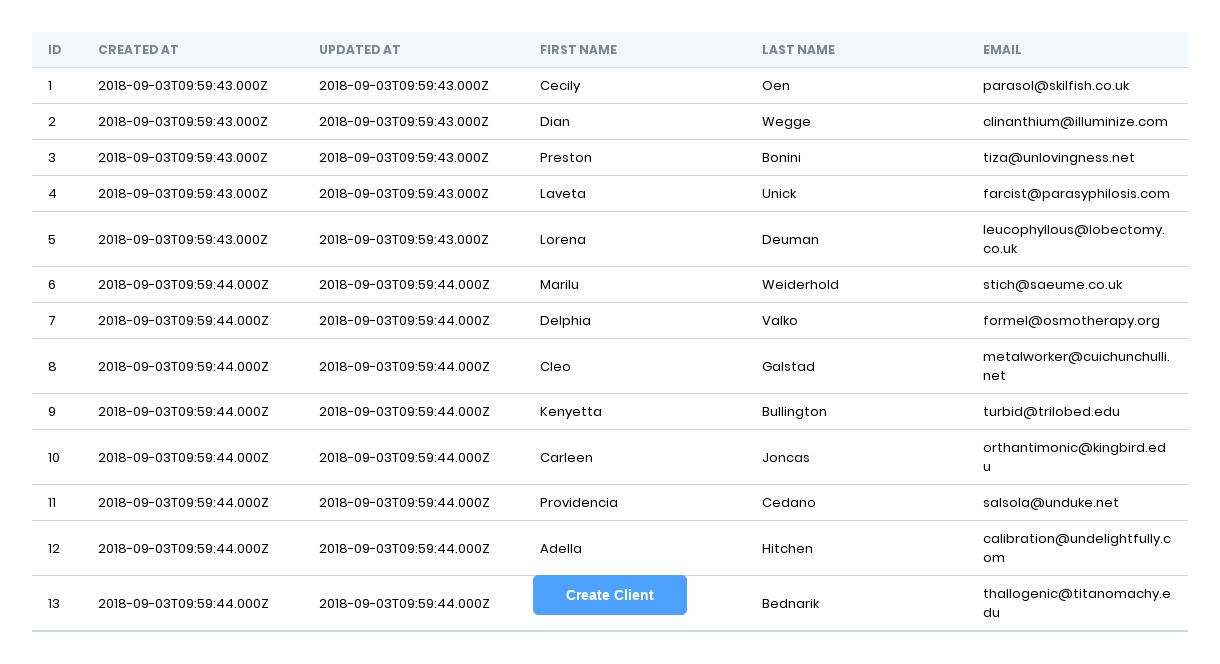 ID CREATED AT UPDATED AT FIRST NAME LAST NAME EMAIL
1 2018-09-03T09:59:43.000Z 2018-09-03T09:59:43.000Z Cecily Oen parasol@skilfish.co.uk
2 2018-09-03T09:59:43.000Z 2018-09-03T09:59:43.000Z Dian Wegge clinanthium@illuminize.com
3 2018-09-03T09:59:43.000Z 2018-09-03T09:59:43.000Z Preston Bonini tiza@unlovingness.net
4 2018-09-03T09:59:43.000Z 2018-09-03T09:59:43.000Z Laveta Unick farcist@parasyphilosis.com
5 2018-09-03T09:59:43.000Z 2018-09-03T09:59:43.000Z Lorena Deuman leucophyllous@lobectomy.
co.uk
6 2018-09-03T09:59:44.000Z 2018-09-03T09:59:44.000Z Marilu Weiderhold stich@saeume.co.uk
7 2018-09-03T09:59:44.000Z 2018-09-03T09:59:44.000Z Delphia Valko formel@osmotherapy.org
8 2018-09-03T09:59:44.000Z 2018-09-03T09:59:44.000Z Cleo Galstad metalworker@cuichunchulli.
net
9 2018-09-03T09:59:44.000Z 2018-09-03T09:59:44.000Z Kenyetta Bullington turbid@trilobed.edu
10 2018-09-03T09:59:44.000Z 2018-09-03T09:59:44.000Z Carleen Joncas orthantimonic@kingbird.ed
u
11 2018-09-03T09:59:44.000Z 2018-09-03T09:59:44.000Z Providencia Cedano salsola@unduke.net
12 2018-09-03T09:59:44.000Z 2018-09-03T09:59:44.000Z Adella Hitchen calibration@undelightfully.c
om
13 2018-09-03T09:59:44.000Z 2018-09-03T09:59:44.000Z Create Client Bednarik thallogenic@titanomachy.e
du